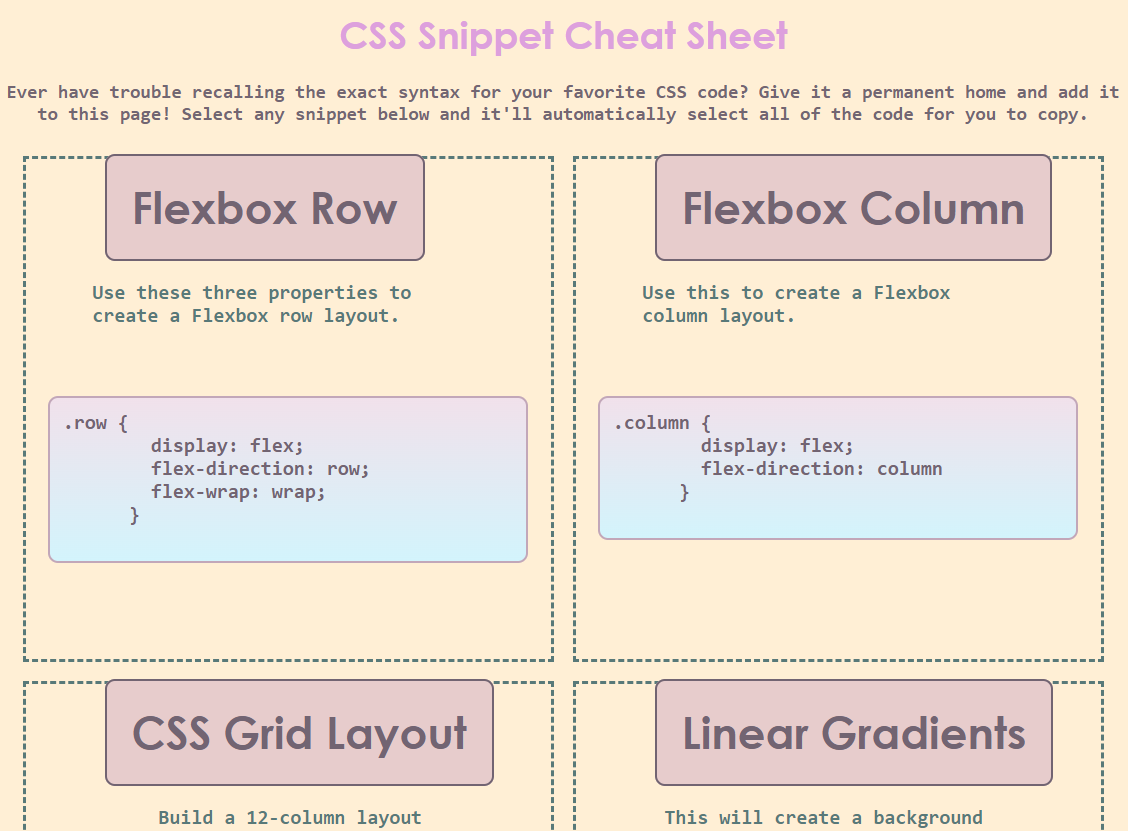 CSS Snippet Cheat Sheet
Ever have trouble recalling the exact syntax for your favorite CSS code? Give it a permanent home and add it
to this page! Select any snippet below and it'll automatically select all of the code for you to copy.
Flexbox Row
Use these three properties to
create a Flexbox row layout.
.row {
display: flex;
flex-direction: row;
flex-wrap: wrap;
}
Flexbox Column
Use this to create a Flexbox
column layout.
.column {
display: flex;
flex-direction: column
}
CSS Grid Layout
Build a 12-column layout
Linear Gradients
This will create a background